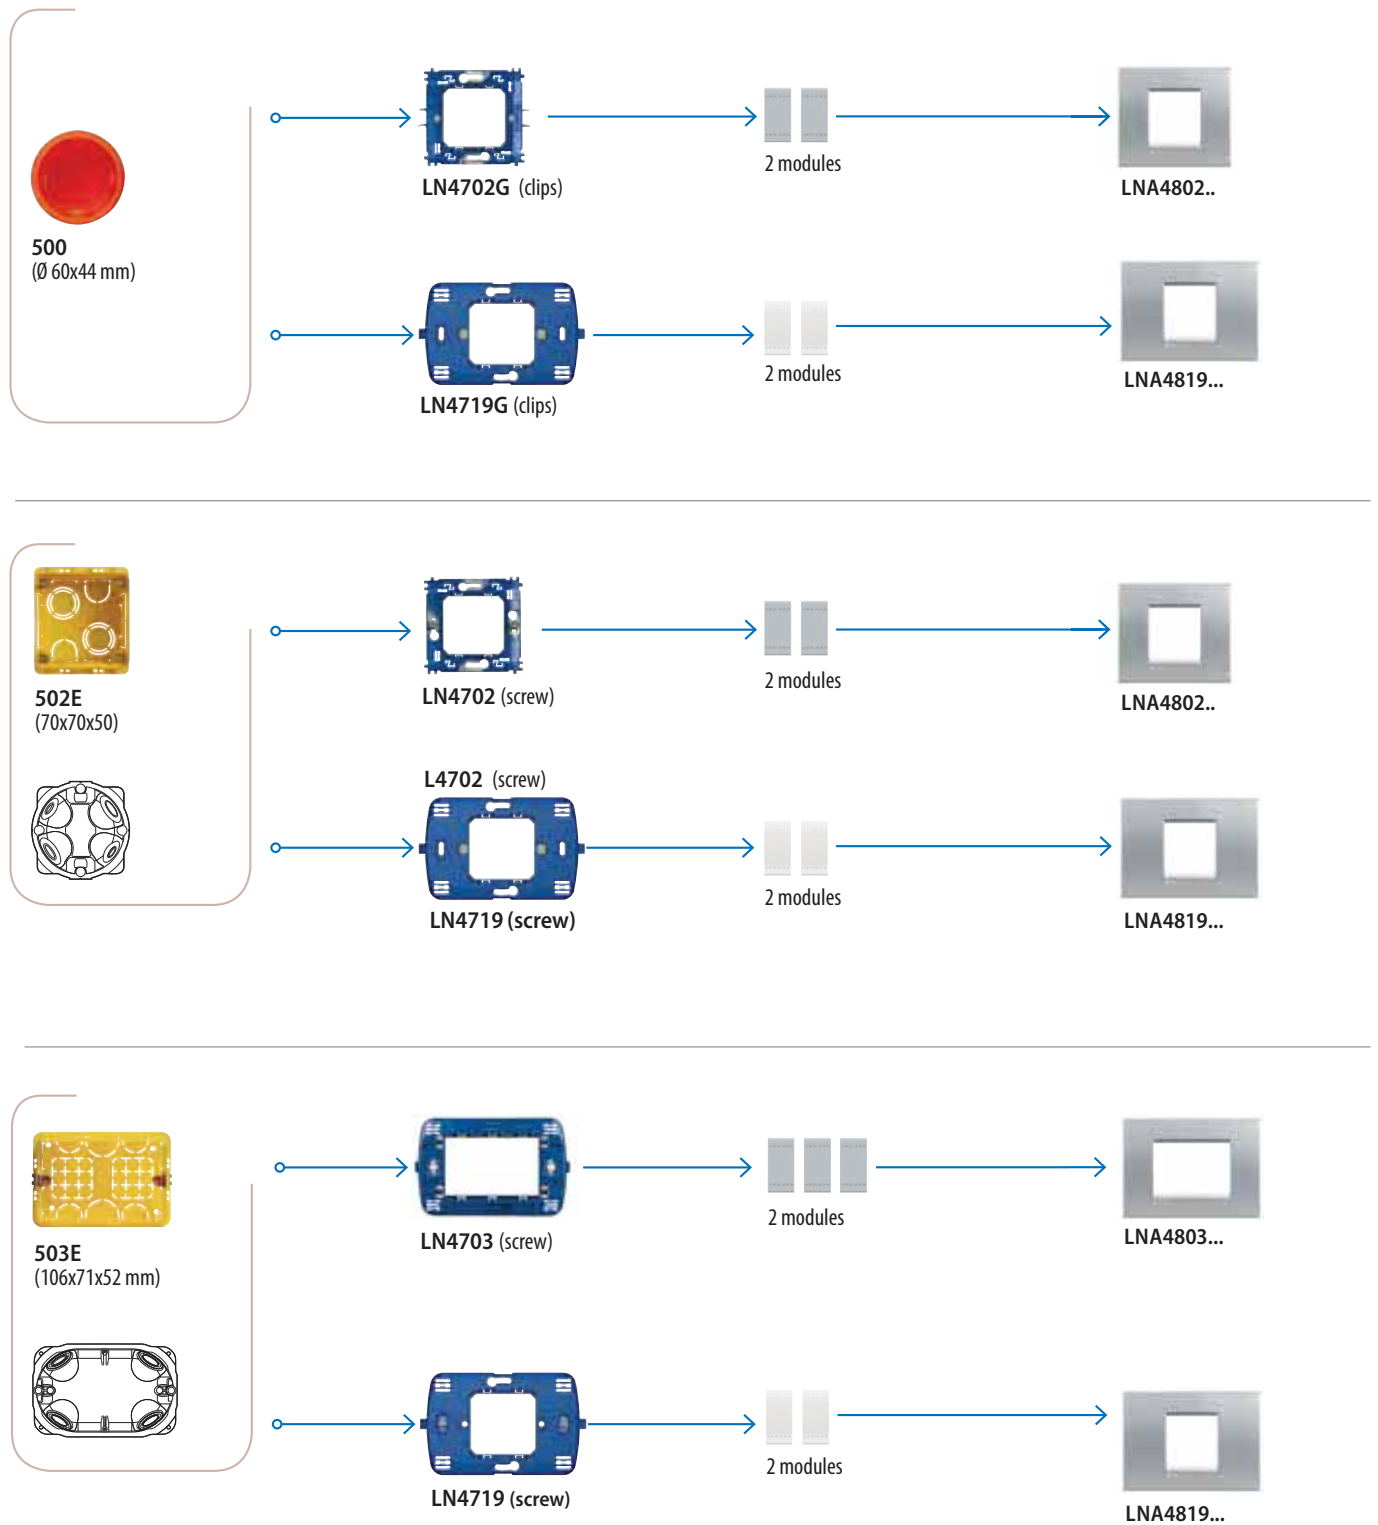 500
(Ø 60x44 mm)
LN4702G (clips)
2 modules
LNA4802..
LN4719G (clips)
2 modules
LNA4819...
502E
(70x70x50)
LN4702 (screw)
2 modules
LNA4802..
L4702 (screw)
LN4719 (screw)
2 modules
LNA4819...
503E
(106x71x52 mm)
LN4703 (screw)
2 modules
LNA4803...
LN4719 (screw)
2 modules
LNA4819...